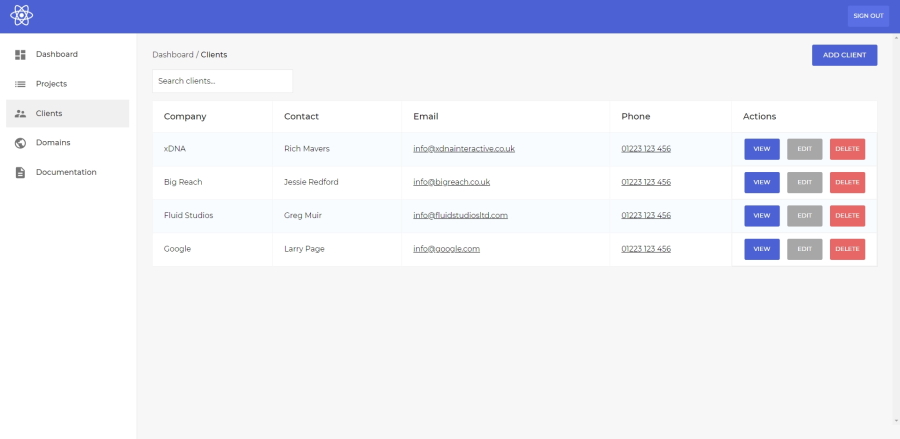 SIGN OUT
Dashboard
Projects
Clients
Domains
Documentation
Dashboard / Clients
ADD CLIENT
Search clients...
Company Contact Email Phone Actions
xDNA Rich Mavers info@xdnainteractive.co.uk 01223 123 456 VIEW EDIT DELETE
Big Reach Jessie Redford info@bigreach.co.uk 01223 123 456 VIEW EDIT DELETE
Fluid Studios Greg Muir info@fluidstudiosltd.com 01223 123 456 VIEW EDIT DELETE
Google Larry Page info@google.com 01223 123 456 VIEW EDIT DELETE